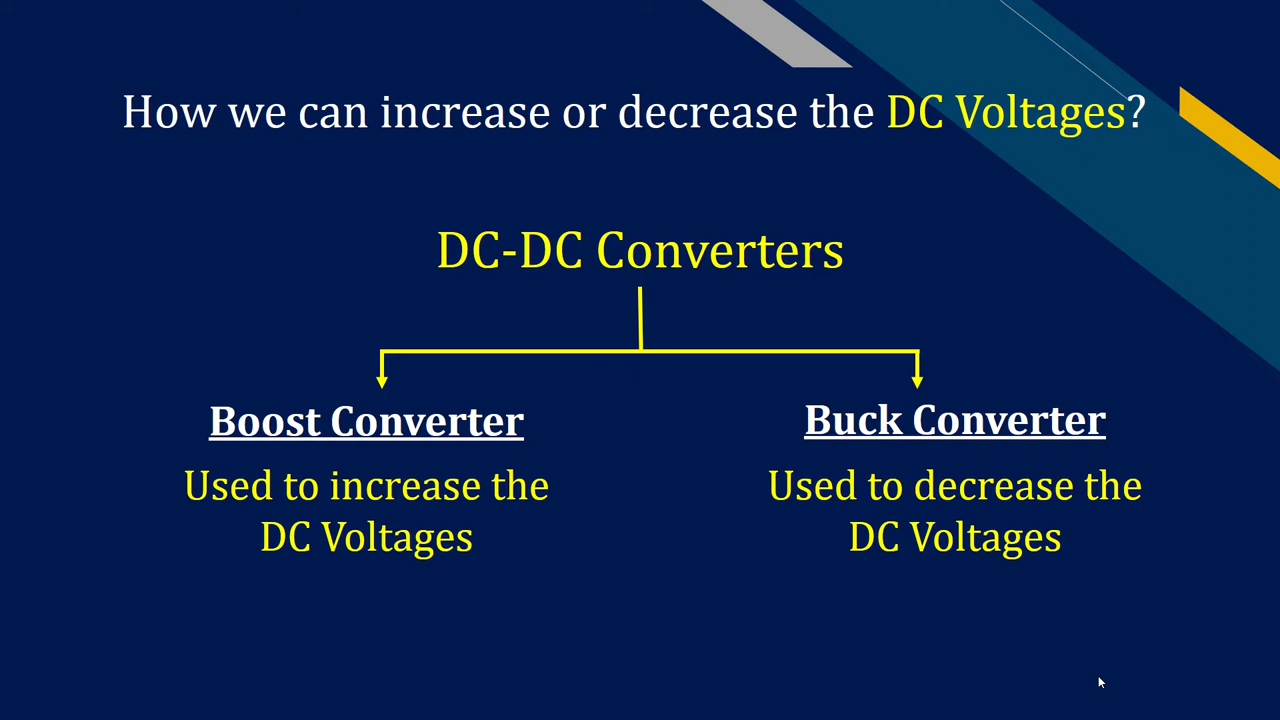 How we can increase or decrease the DC Voltages?
DC-DC Converters
Boost Converter
Used to increase the
DC Voltages
Buck Converter
Used to decrease the
DC Voltages